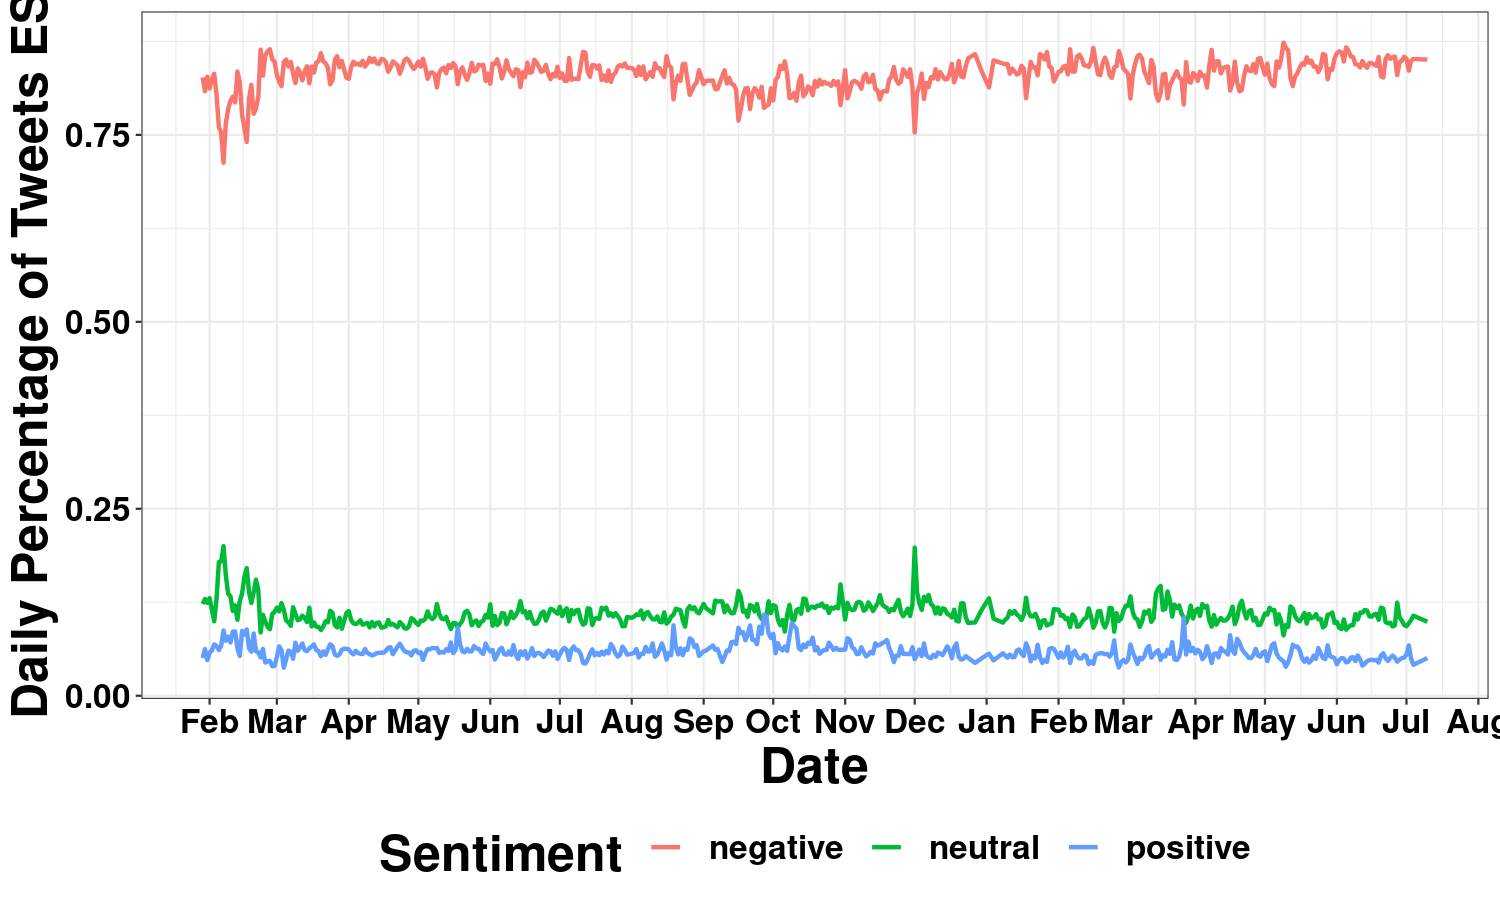 Daily Percentage of Tweets ES
0.75
0.50
0.25
0.00
Feb Mar Apr May Jun Jul Aug Sep Oct Nov Dec Jan Feb Mar Apr May Jun Jul Aug
Date
Sentiment negative neutral positive